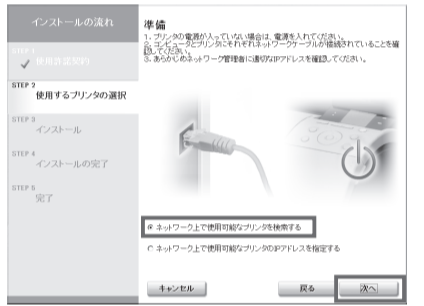 インストールの流れ
STEP 1
使用許諾契約
STEP 2
使用するプリンタの選択
STEP 3
インストール
STEP 4
インストールの完了
STEP 5
完了
準備
1. プリンタの電源が入っていない場合は、電源を入れてください。
2. コンピュータとプリンタにそれぞれネットワークケーブルが接続されていることを確認してください。
3. あらかじめネットワーク管理者に適切なIPアドレスを確認してください。
ネットワーク上で使用可能なプリンタを検索する
ネットワーク上で使用可能なプリンタのIPアドレスを指定する
キャンセル
戻る
次へ